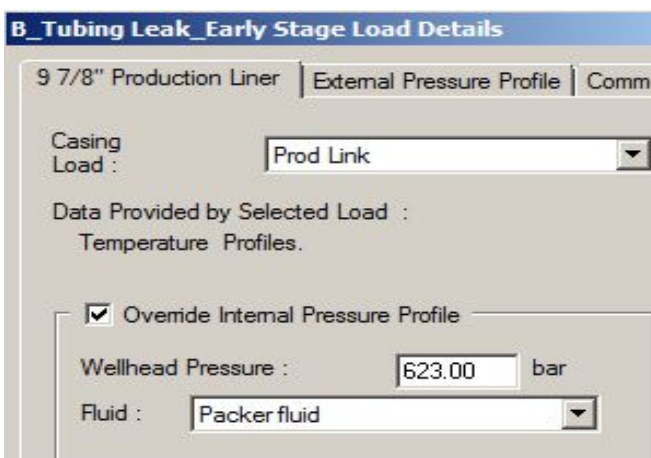 B_Tubing Leak_Early Stage Load Details
9 7/8" Production Liner External Pressure Profile Comm
Casing Load : Prod Link
Data Provided by Selected Load :
Temperature Profiles.
Override Internal Pressure Profile
Wellhead Pressure : 623.00 bar
Fluid : Packer fluid